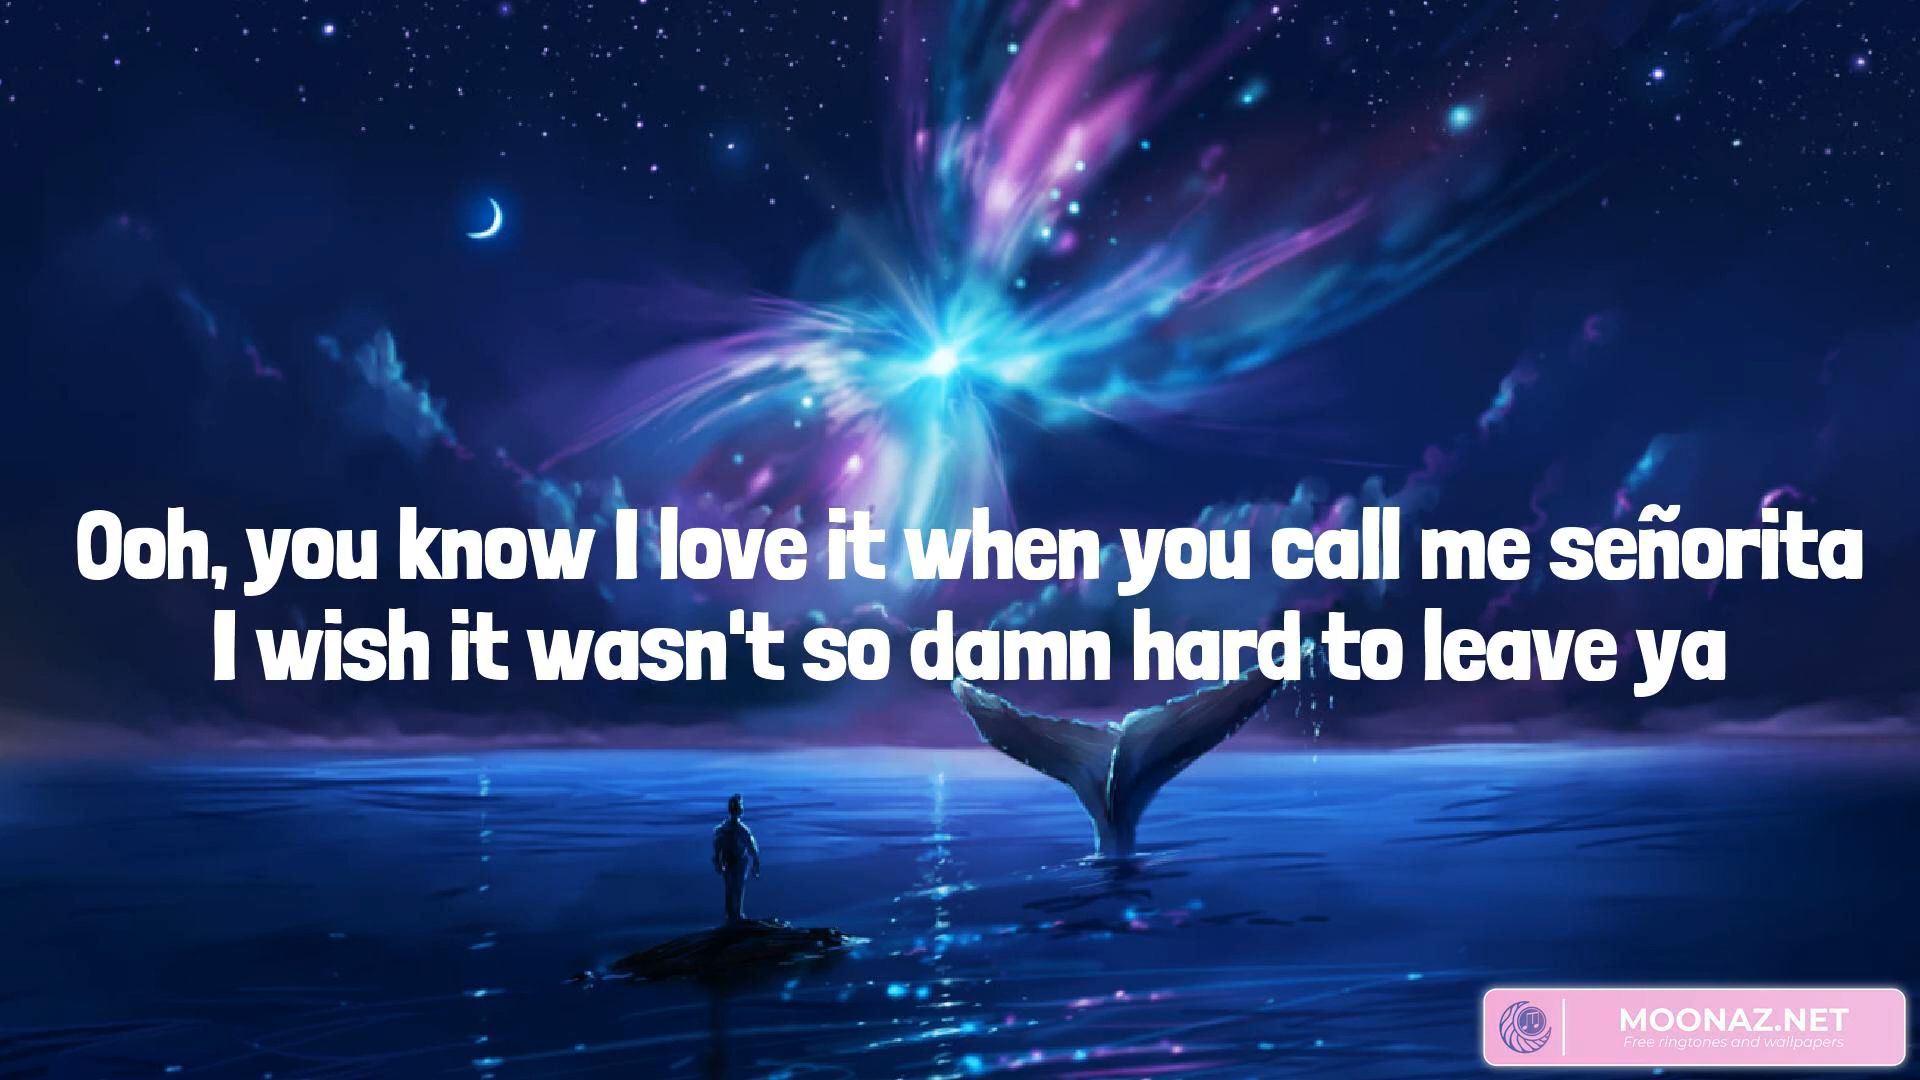 Ooh, you know I love it when you call me señorita
I wish it wasn't so damn hard to leave ya
MOONAZ.NET
Free ringtones and wallpapers